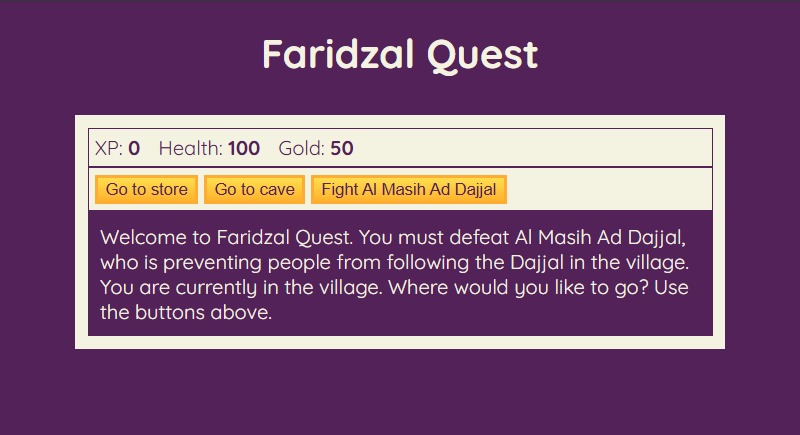 Faridzal Quest
XP: 0 Health: 100 Gold: 50
Go to store Go to cave Fight Al Masih Ad Dajjal
Welcome to Faridzal Quest. You must defeat Al Masih Ad Dajjal,
who is preventing people from following the Dajjal in the village.
You are currently in the village. Where would you like to go? Use
the buttons above.